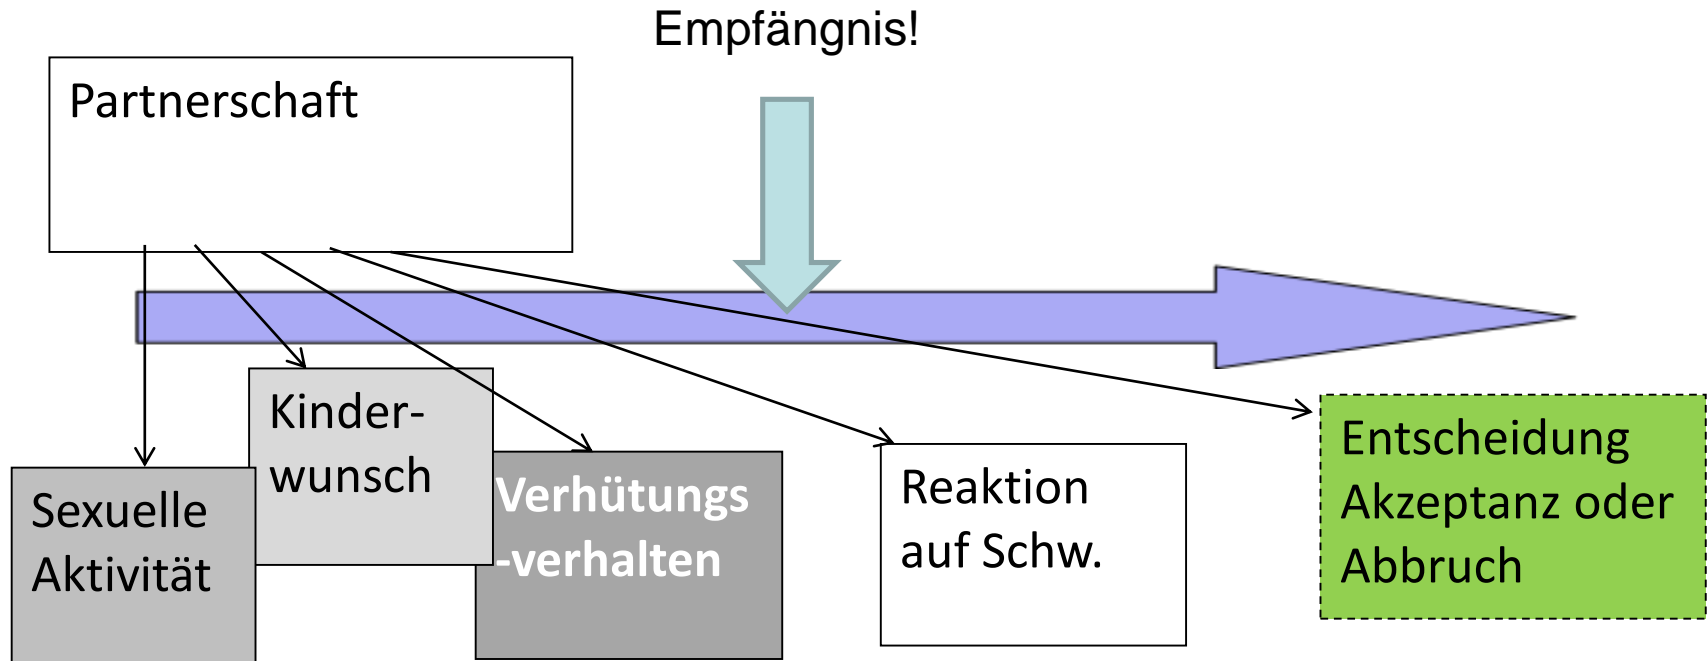 Empfängnis!
Partnerschaft
Kinder-
wunsch
Sexuelle
Aktivität
Verhütungs
-verhalten
Reaktion
auf Schw.
Entscheidung
Akzeptanz oder
Abbruch